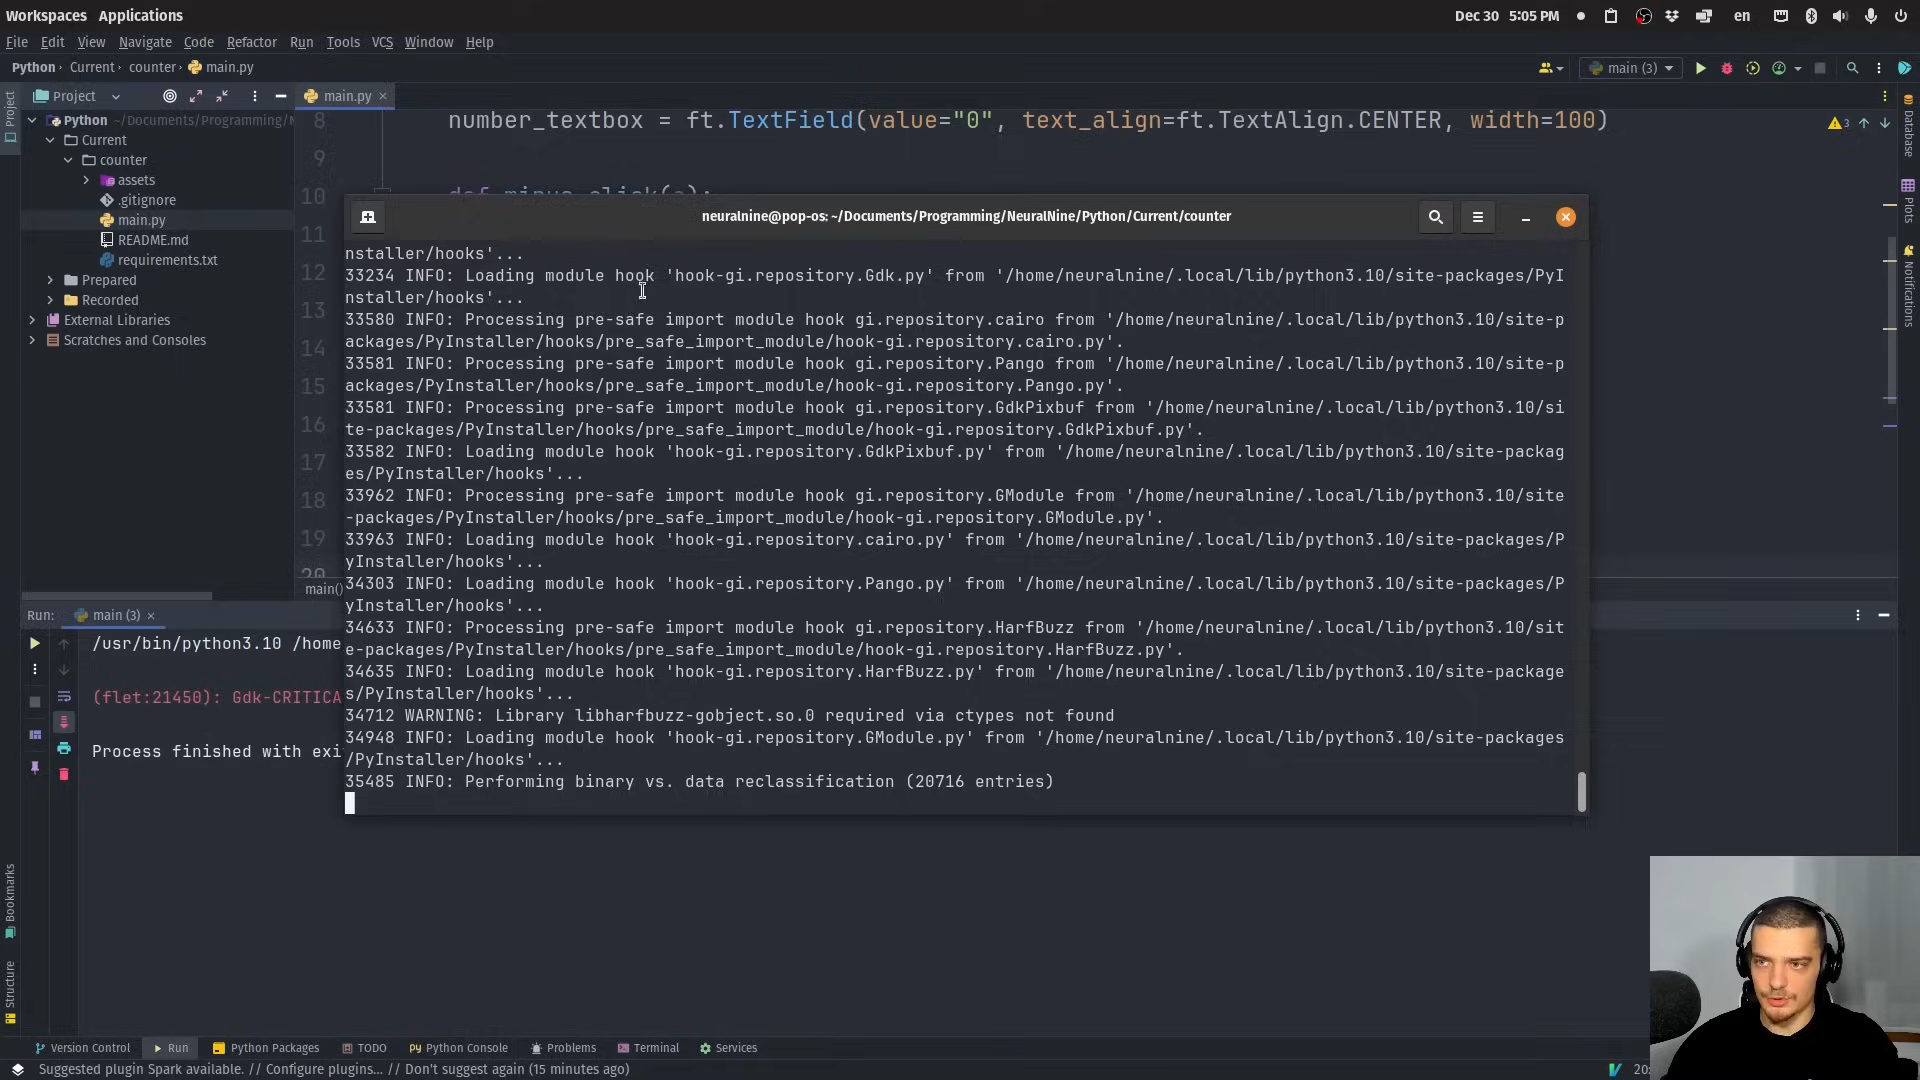 Workspaces Applications
Dec 30 5:05 PM
en
File Edit View Navigate Code Refactor Run Tools VCS Window Help
Python Current counter main.py
main (3)
Project
main.py
Python ~/Documents/Programming/N
Current
counter
assets
.gitignore
main.py
README.md
requirements.txt
Prepared
Recorded
External Libraries
Scratches and Consoles
8 number_textbox = ft.TextField(value="0", text_align=ft.TextAlign.CENTER, width=100)
3
9
10 def minus_click(e):
11
12
13
14
15
16
17
18
19
20
main()
neuralnine@pop-os: ~/Documents/Programming/NeuralNine/Python/Current/counter
nstaller/hooks'...
33234 INFO: Loading module hook 'hook-gi.repository.Gdk.py' from '/home/neuralnine/.local/lib/python3.10/site-packages/PyI
nstaller/hooks'...
33580 INFO: Processing pre-safe import module hook gi.repository.cairo from '/home/neuralnine/.local/lib/python3.10/site-p
ackages/PyInstaller/hooks/pre_safe_import_module/hook-gi.repository.cairo.py'.
33581 INFO: Processing pre-safe import module hook gi.repository.Pango from '/home/neuralnine/.local/lib/python3.10/site-p
ackages/PyInstaller/hooks/pre_safe_import_module/hook-gi.repository.Pango.py'.
33581 INFO: Processing pre-safe import module hook gi.repository.GdkPixbuf from '/home/neuralnine/.local/lib/python3.10/si
te-packages/PyInstaller/hooks/pre_safe_import_module/hook-gi.repository.GdkPixbuf.py'.
33582 INFO: Loading module hook 'hook-gi.repository.GdkPixbuf.py' from '/home/neuralnine/.local/lib/python3.10/site-packag
es/PyInstaller/hooks'...
33962 INFO: Processing pre-safe import module hook gi.repository.GModule from '/home/neuralnine/.local/lib/python3.10/site
-packages/PyInstaller/hooks/pre_safe_import_module/hook-gi.repository.GModule.py'.
33963 INFO: Loading module hook 'hook-gi.repository.cairo.py' from '/home/neuralnine/.local/lib/python3.10/site-packages/P
yInstaller/hooks'...
34303 INFO: Loading module hook 'hook-gi.repository.Pango.py' from '/home/neuralnine/.local/lib/python3.10/site-packages/P
yInstaller/hooks'...
34633 INFO: Processing pre-safe import module hook gi.repository.HarfBuzz from '/home/neuralnine/.local/lib/python3.10/sit
e-packages/PyInstaller/hooks/pre_safe_import_module/hook-gi.repository.HarfBuzz.py'.
34635 INFO: Loading module hook 'hook-gi.repository.HarfBuzz.py' from '/home/neuralnine/.local/lib/python3.10/site-package
s/PyInstaller/hooks'...
34712 WARNING: Library libharfbuzz-gobject.so.0 required via ctypes not found
34948 INFO: Loading module hook 'hook-gi.repository.GModule.py' from '/home/neuralnine/.local/lib/python3.10/site-packages
/PyInstaller/hooks'...
35485 INFO: Performing binary vs. data reclassification (20716 entries)
Run: main (3)
/usr/bin/python3.10 /home
(flet:21450): Gdk-CRITICA
Process finished with exi
Project
Bookmarks
Structure
Database
Plots
Notifications
Version Control Run Python Packages TODO Python Console Problems Terminal Services
Suggested plugin Spark available. // Configure plugins... // Don't suggest again (15 minutes ago)
20: